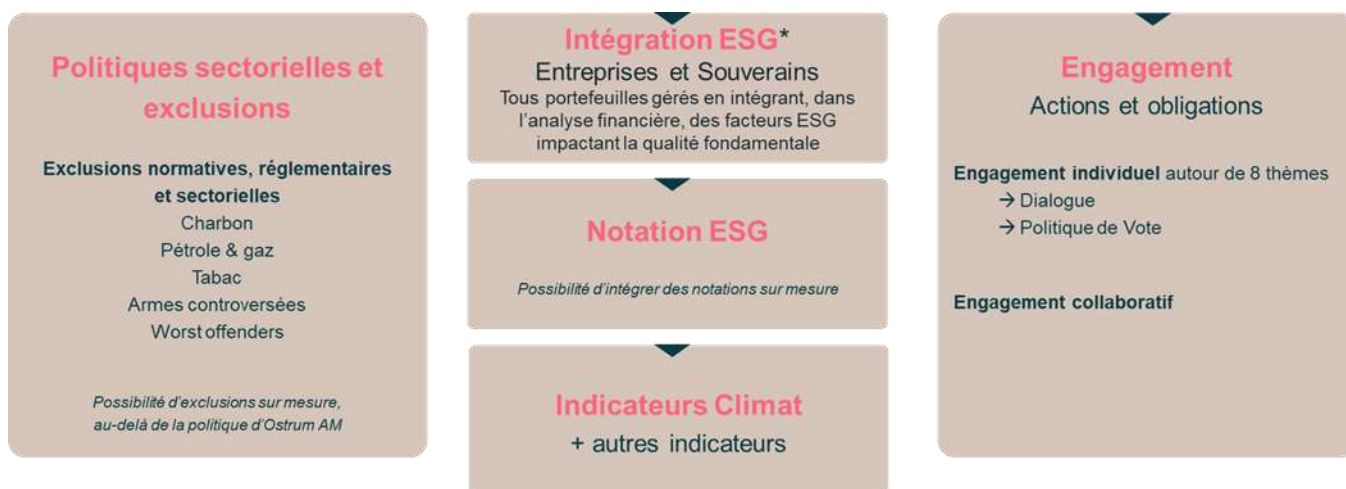 Politiques sectorielles et
exclusions
Exclusions normatives, réglementaires
et sectorielles
Charbon
Pétrole & gaz
Tabac
Armes controversées
Worst offenders
Possibilité d'exclusions sur mesure,
au-delà de la politique d'Ostrum AM
Intégration ESG*
Entreprises et Souverains
Tous portefeuilles gérés en intégrant, dans
l'analyse financière, des facteurs ESG
impactant la qualité fondamentale
Notation ESG
Possibilité d'intégrer des notations sur mesure
Indicateurs Climat
+ autres indicateurs
Engagement
Actions et obligations
Engagement individuel autour de 8 thèmes
→ Dialogue
→ Politique de Vote
Engagement collaboratif